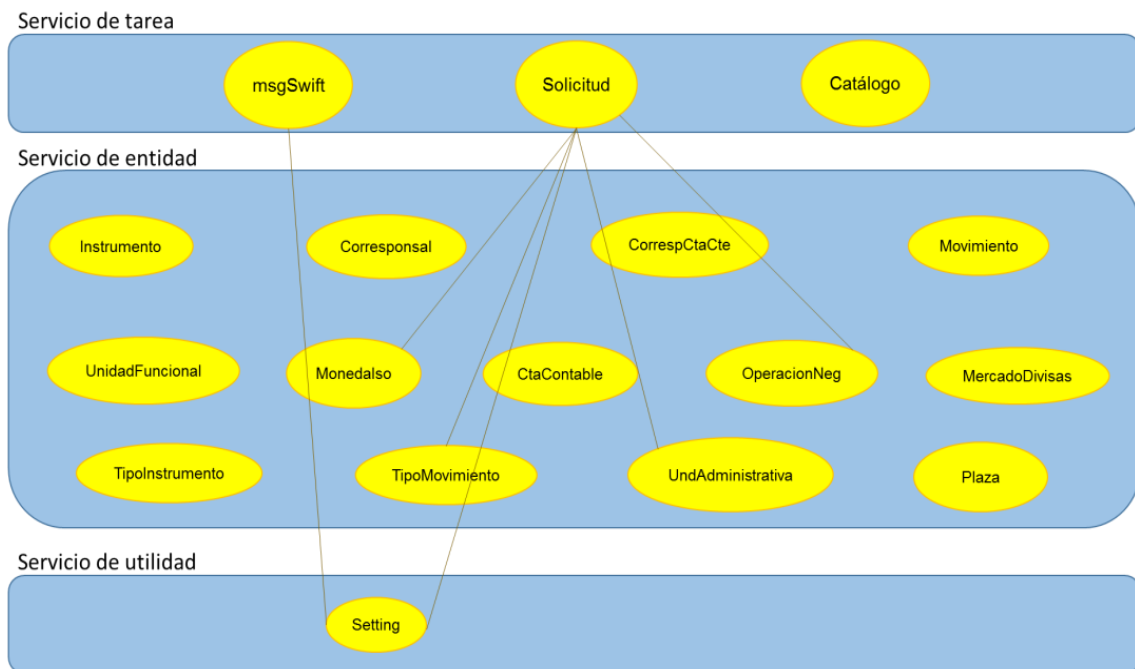 Servicio de tarea
msgSwift
Solicitud
Catálogo
Servicio de entidad
Instrumento
Corresponsal
CorrespCtaCte
Movimiento
UnidadFuncional
MonedaIso
CtaContable
OperacionNeg
MercadoDivisas
TipoInstrumento
TipoMovimiento
UndAdministrativa
Plaza
Servicio de utilidad
Setting